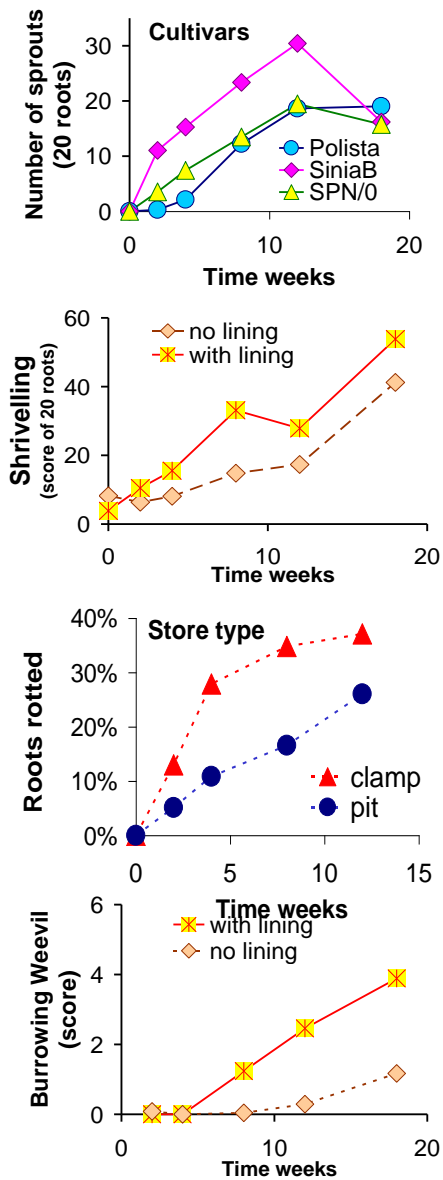 Cultivars
Number of sprouts
(20 roots)
30
20
10
0
Polista
SiniaB
SPN/0
0
10
20
Time weeks
Shrivelling
(score of 20 roots)
60
40
20
0
no lining
with lining
0
10
20
Time weeks
Store type
Roots rotted
40%
30%
20%
10%
0%
clamp
pit
0
5
10
15
Time weeks
Burrowing Weevil
(score)
6
4
2
0
with lining
no lining
0
10
20
Time weeks